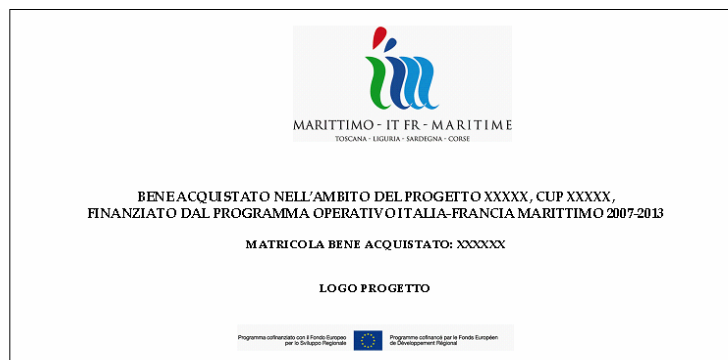 MARITTIMO - IT FR - MARITIME
TOSCANA - LIGURIA - SARDEGNA - CORSE
BENE ACQUISTATO NELL'AMBITO DEL PROGETTO XXXXX, CUP XXXXX,
FINANZIATO DAL PROGRAMMA OPERATIVO ITALIA-FRANCIA MARITTIMO 2007-2013
MATRICOLA BENE ACQUISTATO: XXXXXX
LOGO PROGETTO
Programma cofinanziato con il Fondo Europeo
per lo Sviluppo Regionale
Programme cofinancé par le Fonds Européen
de Développement Régional